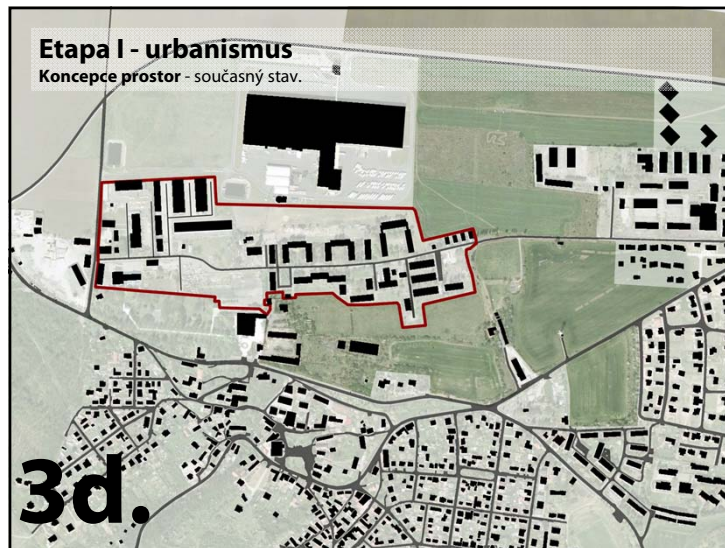 Etapa I - urbanismus
Koncepce prostor - současný stav.
3d.